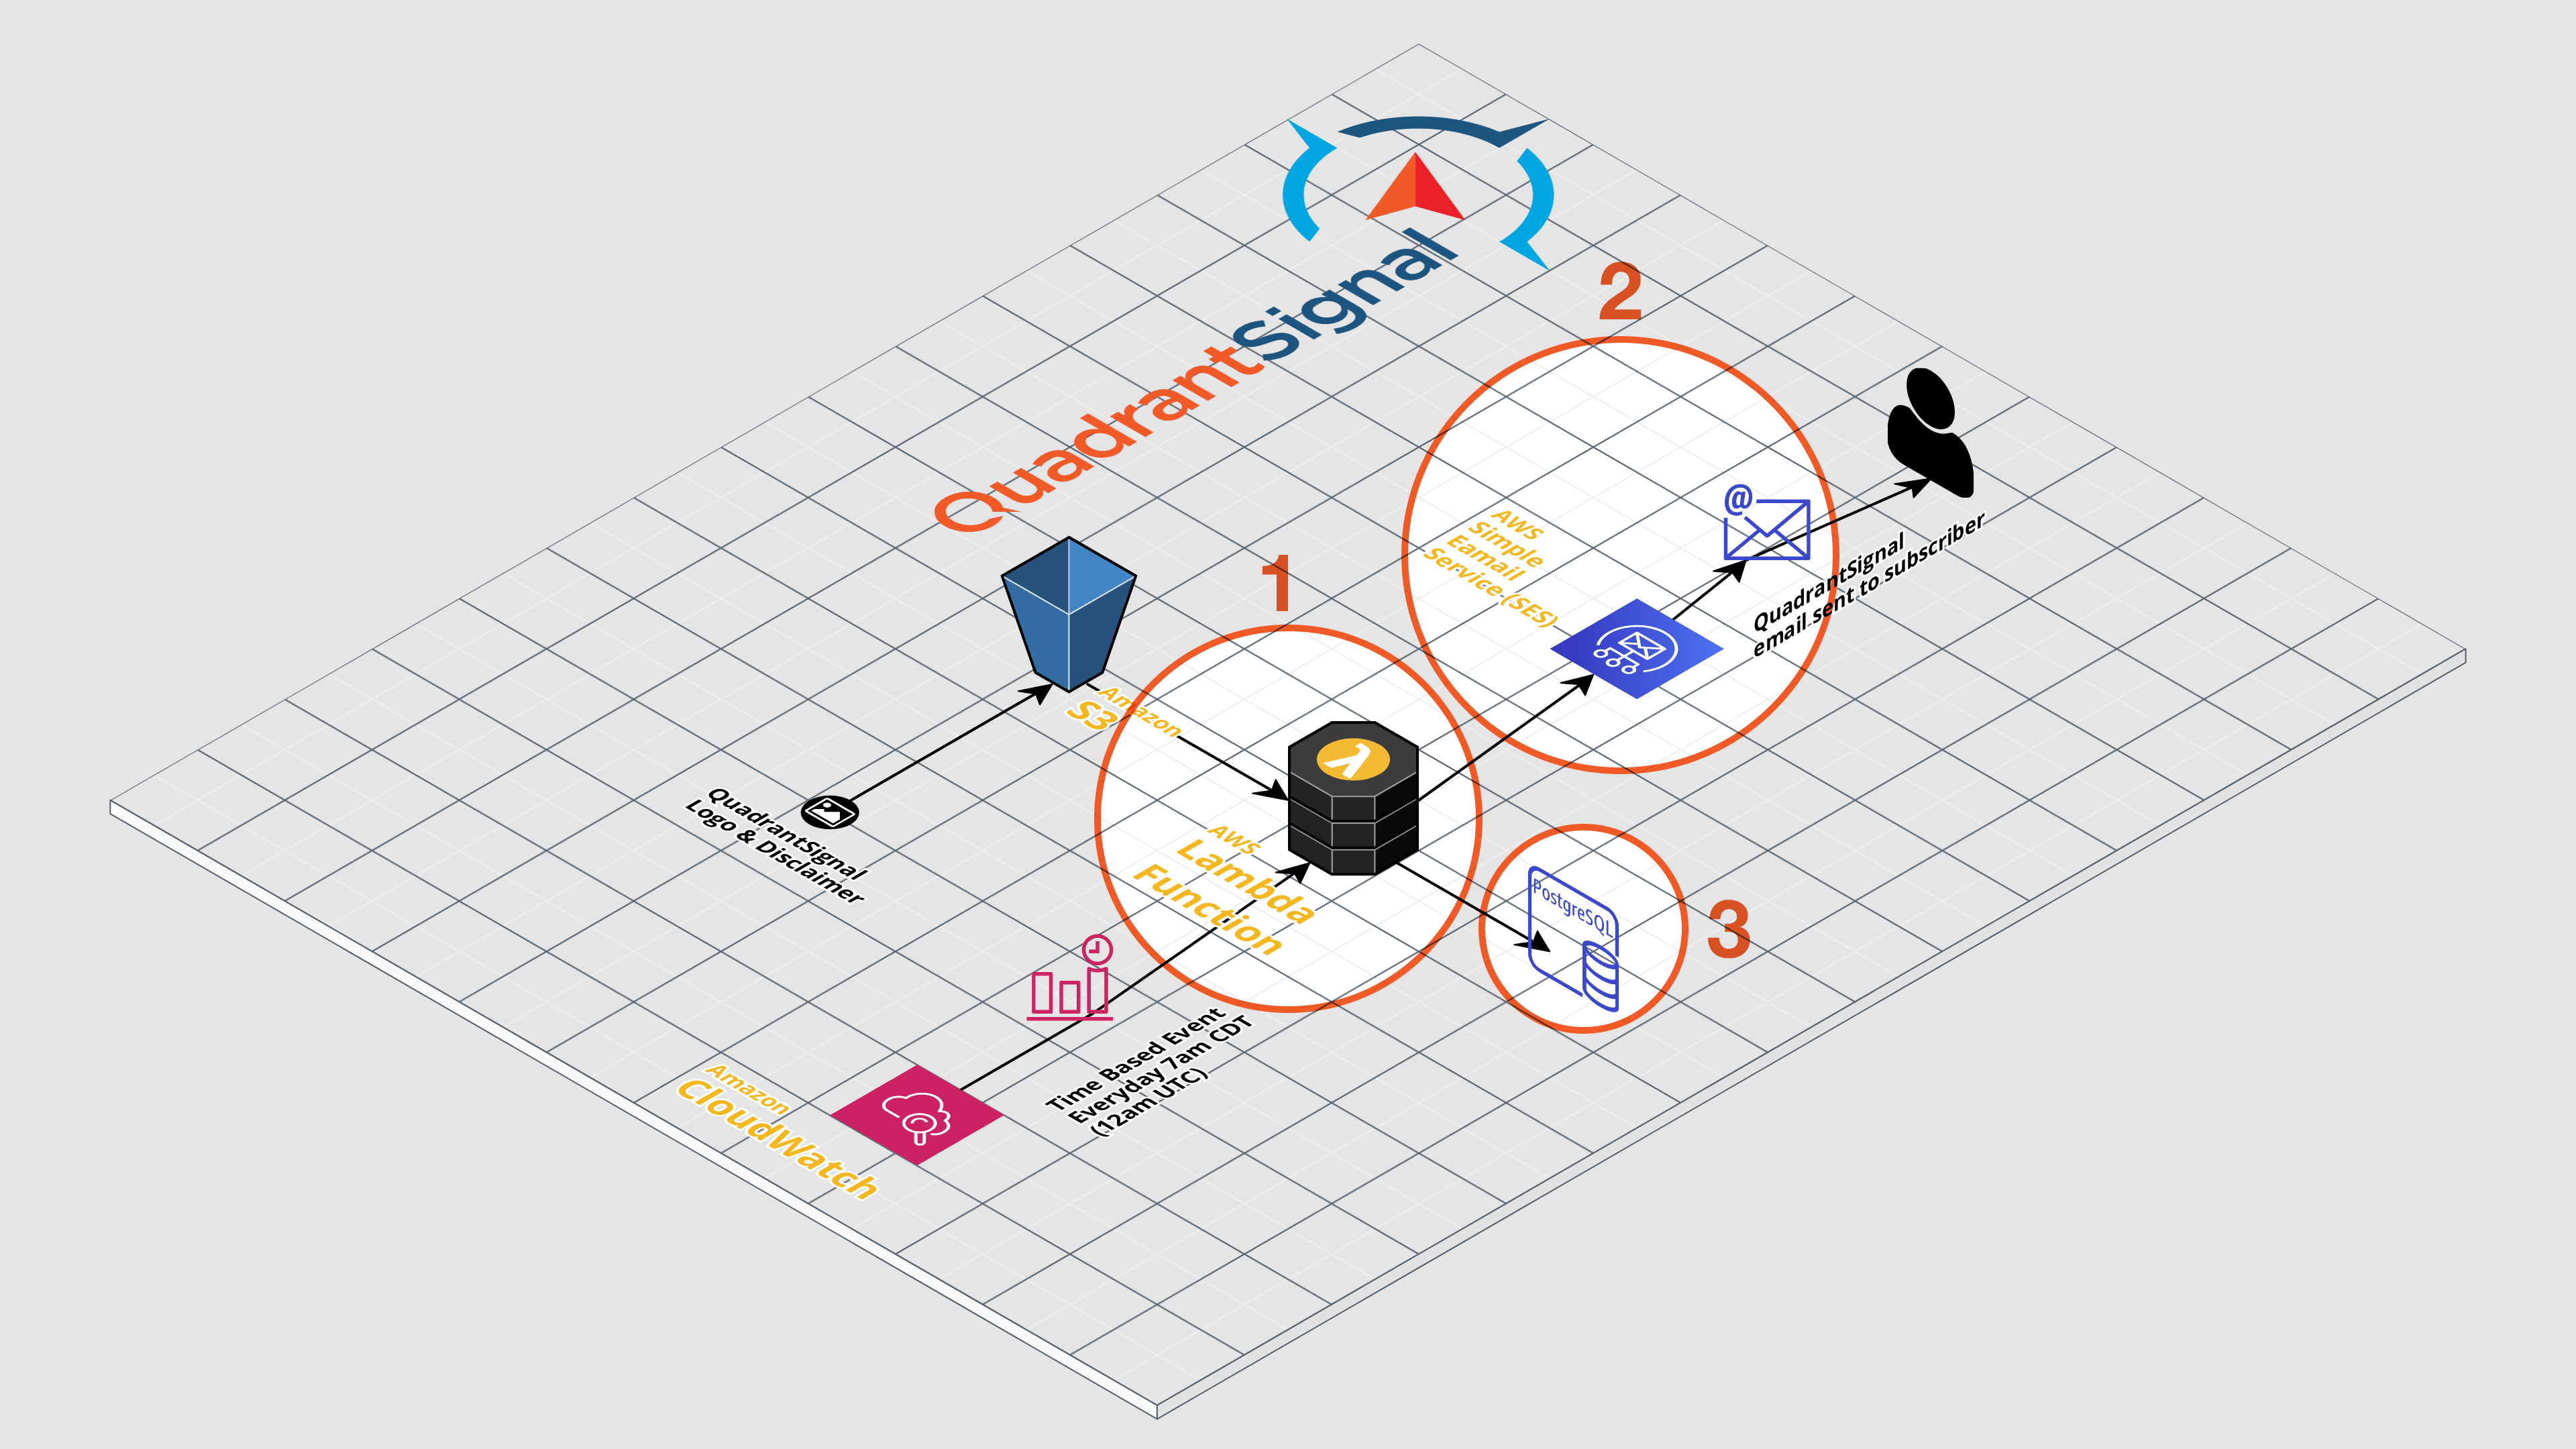 QuadrantSignal
2
1
AWS
Simple
Eamail
Service (SES)
@
QuadrantSignal
email sent to subscriber
Amazon
S3
QuadrantSignal
Logo & Disclaimer
AWS
Lambda
Function
PostgreSQL
3
Time Based Event
Everyday 7am CDT
(12am UTC)
Amazon
CloudWatch